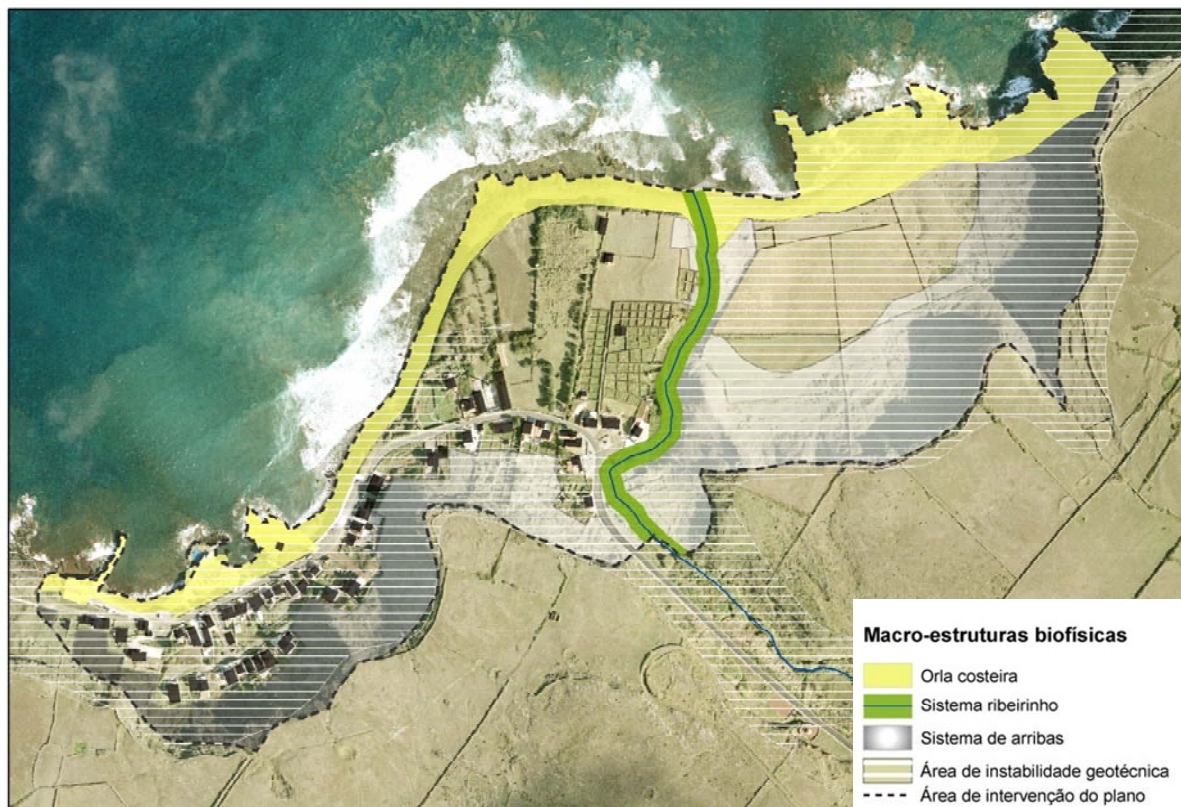 Macro-estruturas biofísicas
Orla costeira
Sistema ribeirinho
Sistema de arribas
Área de instabilidade geotécnica
Área de intervenção do plano